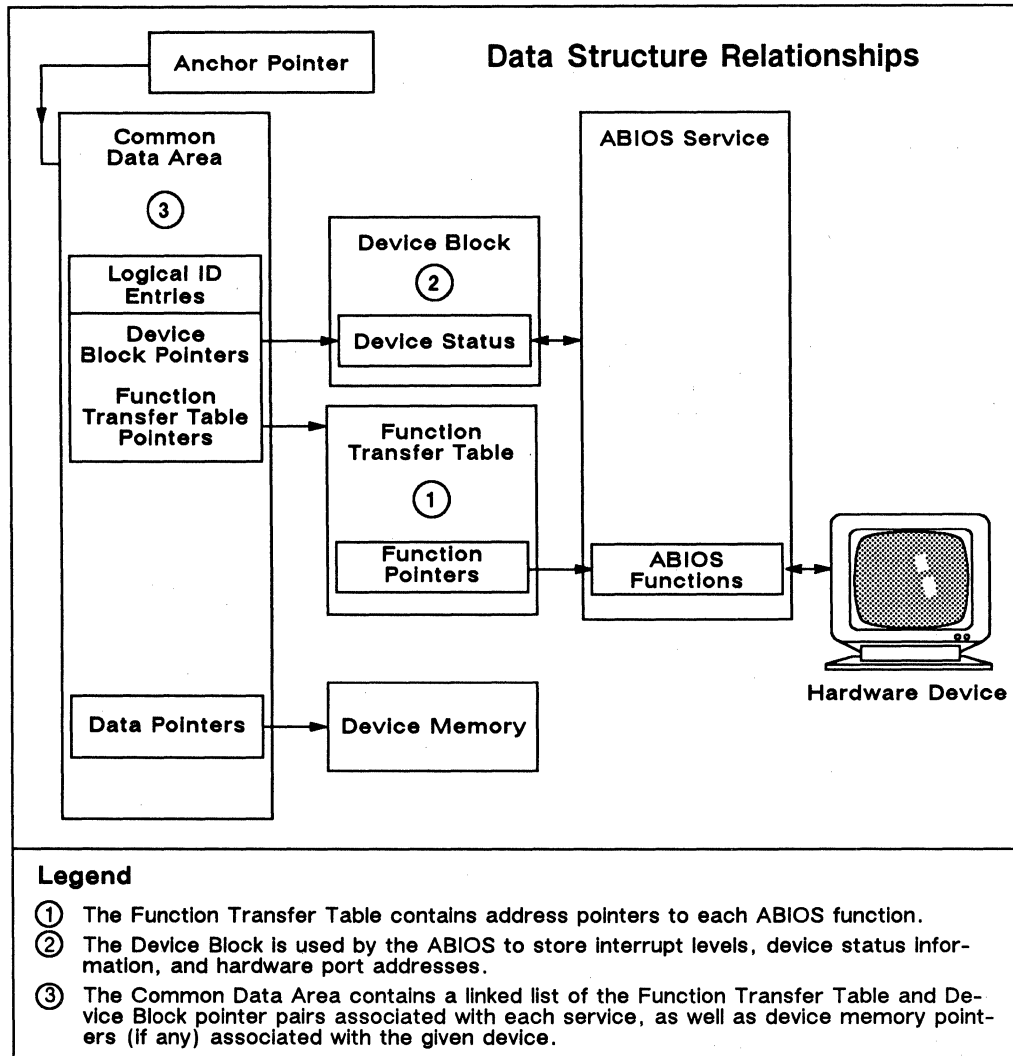 Data Structure Relationships
Anchor Pointer
Common
Data Area
3
Logical ID
Entries
Device
Block Pointers
Function
Transfer Table
Pointers
Data Pointers
Device Block
2
Device Status
Function
Transfer Table
1
Function
Pointers
Device Memory
ABIOS Service
ABIOS
Functions
Hardware Device
Legend
1 The Function Transfer Table contains address pointers to each ABIOS function.
2 The Device Block is used by the ABIOS to store interrupt levels, device status infor-
mation, and hardware port addresses.
3 The Common Data Area contains a linked list of the Function Transfer Table and De-
vice Block pointer pairs associated with each service, as well as device memory point-
ers (if any) associated with the given device.